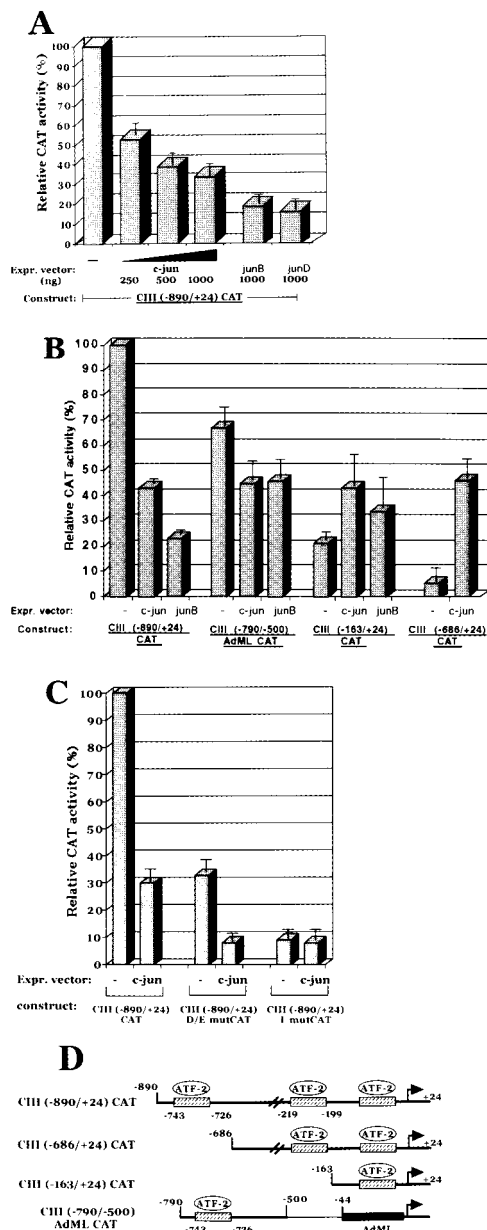 A
Relative CAT activity (%)
100
90
80
70
60
50
40
30
20
10
0
Expr. vector: – c-jun junB junD
(ng) 250 500 1000 1000 1000
Construct: CIII (-890/+24) CAT
B
Relative CAT activity (%)
100
90
80
70
60
50
40
30
20
10
0
Expr. vector: - c-jun junB - c-jun junB - c-jun junB - c-jun
Construct: CIII (-890/+24) CIII (-790/-500) CIII (-163/+24) CIII (-686/+24)
CAT AdML CAT CAT CAT
C
Relative CAT activity (%)
100
90
80
70
60
50
40
30
20
10
0
Expr. vector: - c-jun - c-jun - c-jun
construct: CIII (-890/+24) CIII (-890/+24) CIII (-890/+24)
CAT D/E mutCAT I mutCAT
D
-890 ATF-2 ATF-2 ATF-2
CIII (-890/+24) CAT +24
-743 -726 -219 -199
-686 ATF-2 ATF-2
CIII (-686/+24) CAT +24
-163 ATF-2
CIII (-163/+24) CAT +24
CIII (-790/-500) -790 ATF-2 -500 -44
AdML CAT -743 -726 AdML